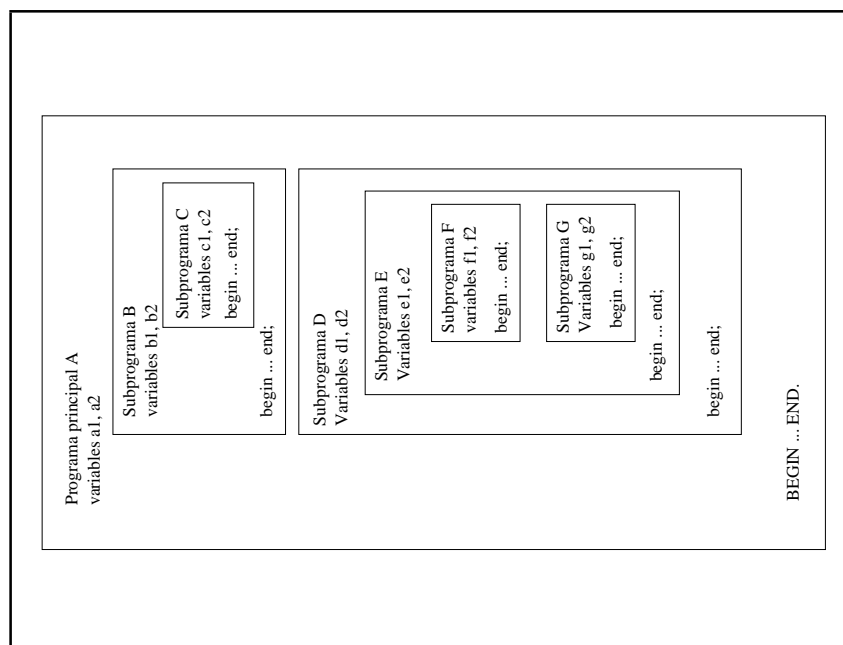 Programa principal A
variables a1, a2
Subprograma B
variables b1, b2
Subprograma C
variables c1, c2
begin ... end;
begin ... end;
Subprograma D
Variables d1, d2
Subprograma E
Variables e1, e2
Subprograma F
variables f1, f2
begin ... end;
Subprograma G
Variables g1, g2
begin ... end;
begin ... end;
begin ... end;
BEGIN ... END.